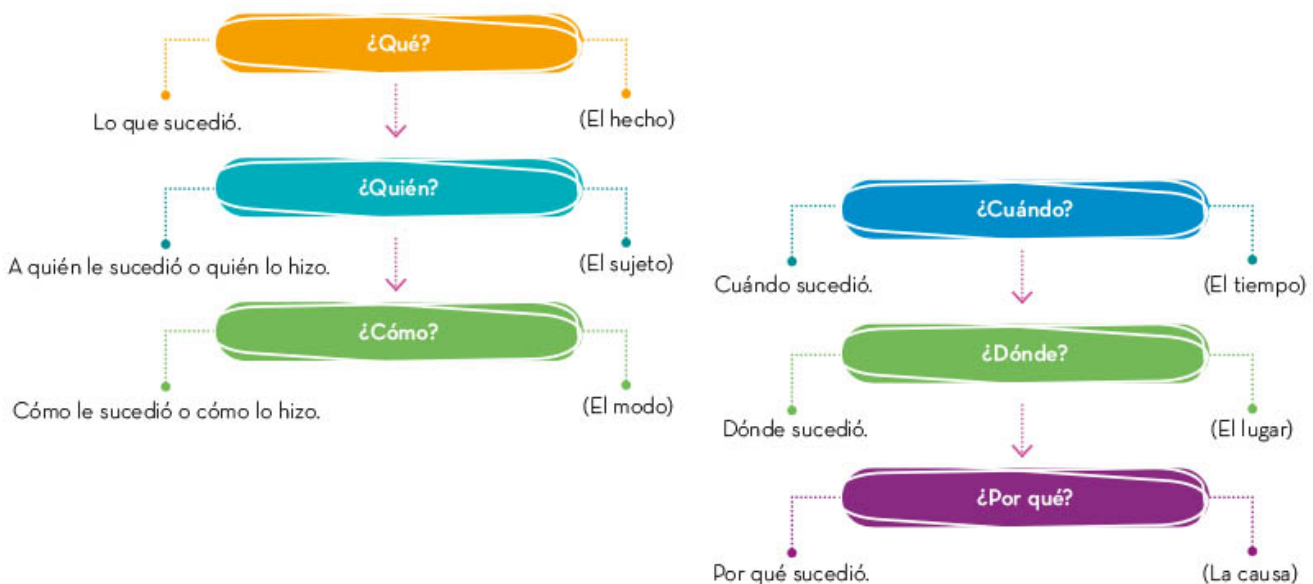 ¿Qué?
Lo que sucedió.
(El hecho)
¿Quién?
A quién le sucedió o quién lo hizo.
(El sujeto)
¿Cómo?
Cómo le sucedió o cómo lo hizo.
(El modo)
¿Cuándo?
Cuándo sucedió.
(El tiempo)
¿Dónde?
Dónde sucedió.
(El lugar)
¿Por qué?
Por qué sucedió.
(La causa)